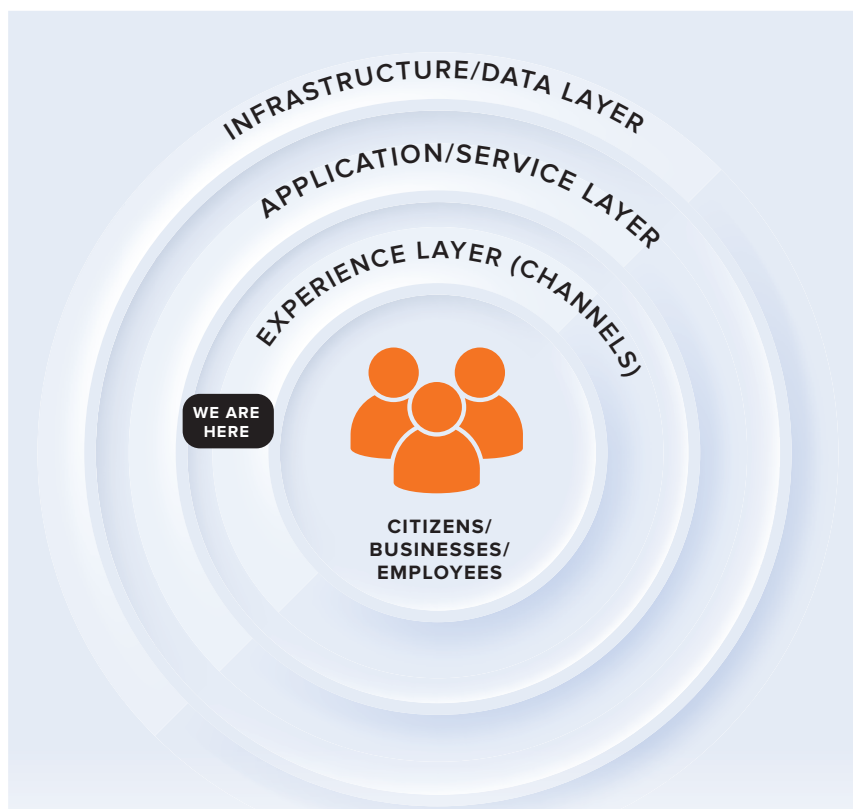 INFRASTRUCTURE/DATA LAYER
APPLICATION/SERVICE LAYER
EXPERIENCE LAYER (CHANNELS)
WE ARE
HERE
CITIZENS/
BUSINESSES/
EMPLOYEES